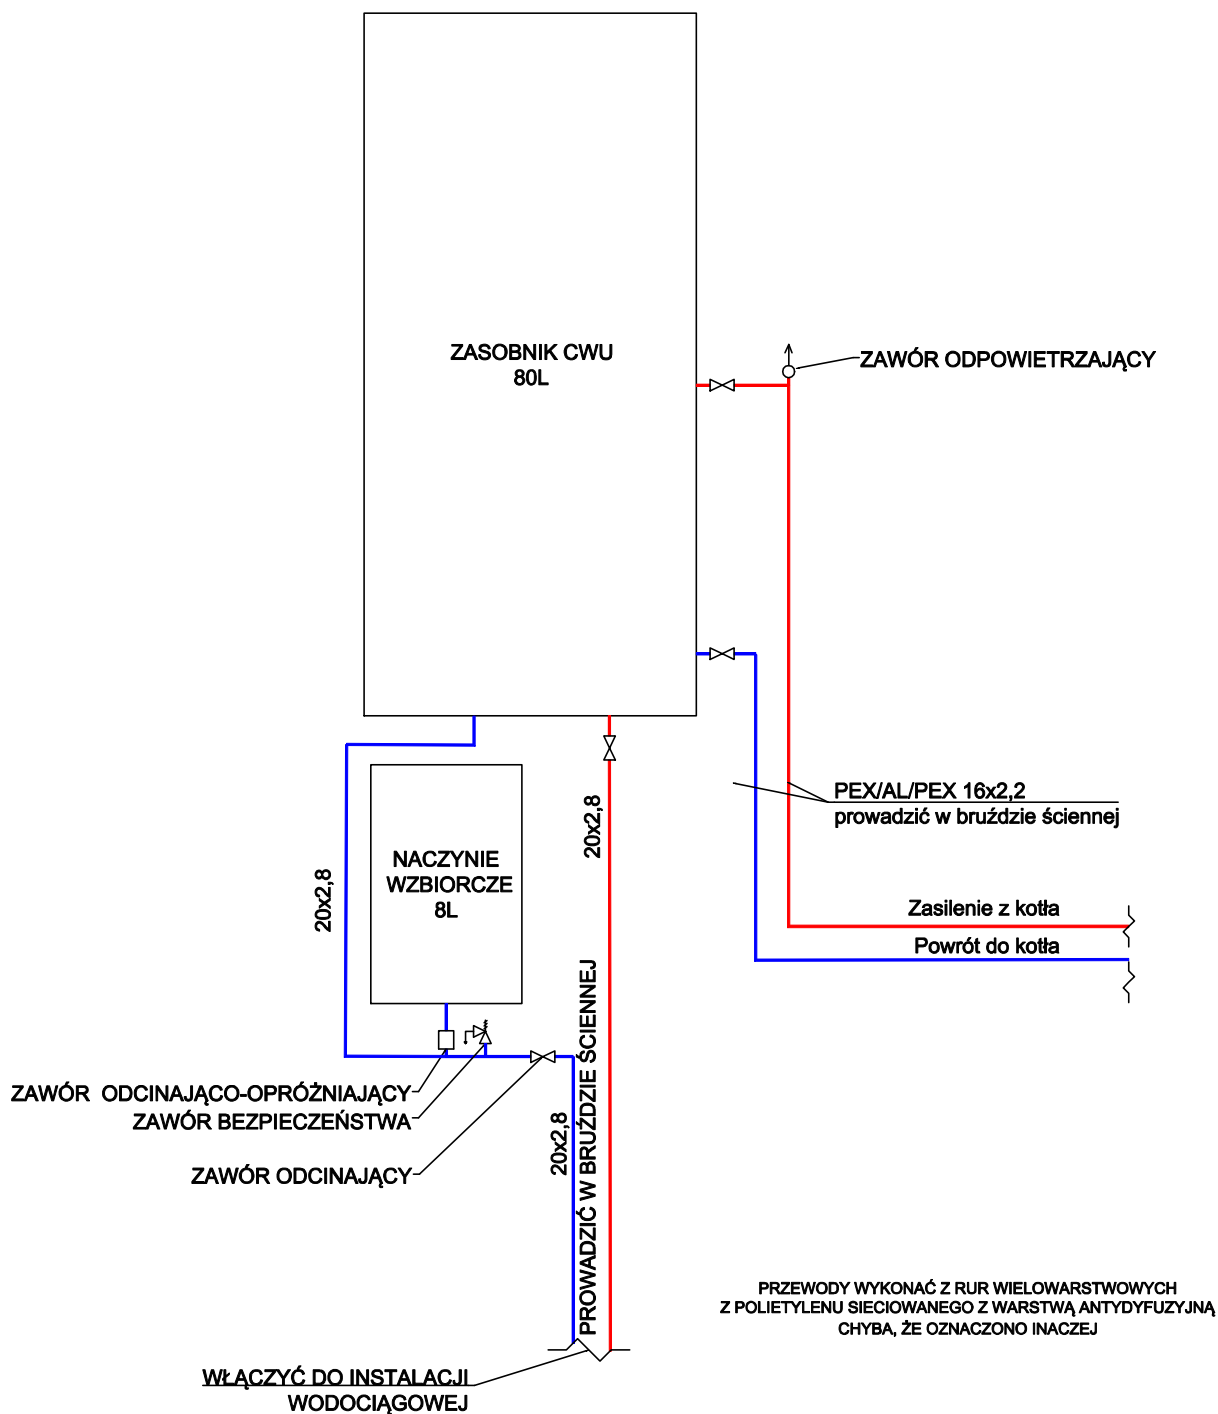 ZASOBNIK CWU
80L
ZAWÓR ODPOWIETRZAJĄCY
PEX/AL/PEX 16x2,2
prowadzić w bruździe ściennej
20x2,8
20x2,8
NACZYNIE
WZBIORCZE
8L
Zasilenie z kotła
Powrót do kotła
ZAWÓR ODCINAJĄCO-OPRÓŻNIAJĄCY
ZAWÓR BEZPIECZEŃSTWA
ZAWÓR ODCINAJĄCY
20x2,8
PROWADZIĆ W BRUŹDZIE ŚCIENNEJ
PRZEWODY WYKONAĆ Z RUR WIELOWARSTWOWYCH
Z POLIETYLENU SIECIOWANEGO Z WARSTWĄ ANTYDYFUZYJNĄ
CHYBA, ŻE OZNACZONO INACZEJ
WŁĄCZYĆ DO INSTALACJI
WODOCIĄGOWEJ